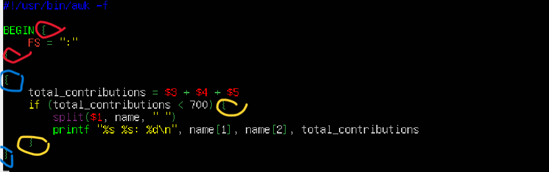 #!/usr/bin/awk -f
BEGIN {
FS = ":"
}
{
total_contributions = $3 + $4 + $5
if (total_contributions < 700) {
split($1, name, " ")
printf "%s %s: %d\n", name[1], name[2], total_contributions
}
}